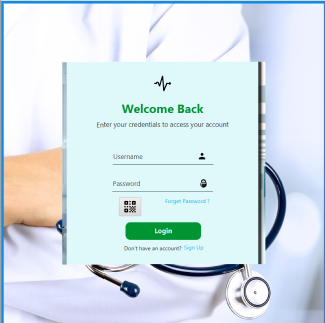 Welcome Back
Enter your credentials to access your account
Username
Password
Forget Password ?
Login
Don't have an account? Sign Up